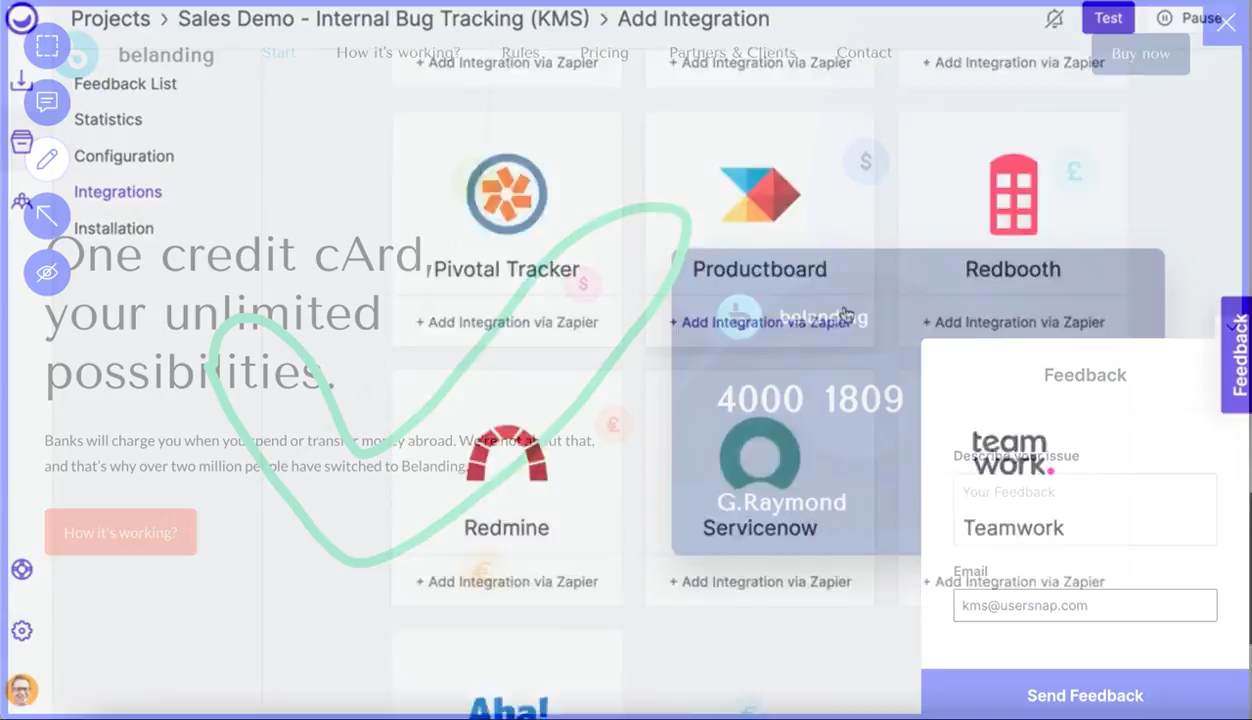 Projects > Sales Demo - Internal Bug Tracking (KMS) > Add Integration
Test
Pause
belanding
Start
How it's working?
Rules
Pricing
Partners & Clients
Contact
Buy now
+ Add Integration via Zapier
+ Add Integration via Zapier
+ Add Integration via Zapier
Feedback List
Statistics
Configuration
Integrations
Installation
One credit cArd,
your unlimited
possibilities.
Banks will charge you when you spend or transfer money abroad. We're not about that,
and that's why over two million people have switched to Belanding.
How it's working?
Pivotal Tracker
Productboard
Redbooth
+ Add Integration via Zapier
+ Add Integration via Zapier
+ Add Integration via Zapier
belanding
4000 1809
G.Raymond
Redmine
Servicenow
teamwork.
Teamwork
+ Add Integration via Zapier
+ Add Integration via Zapier
+ Add Integration via Zapier
Aha!
Feedback
Feedback
Describe your issue
Your Feedback
Email
kms@usersnap.com
Send Feedback